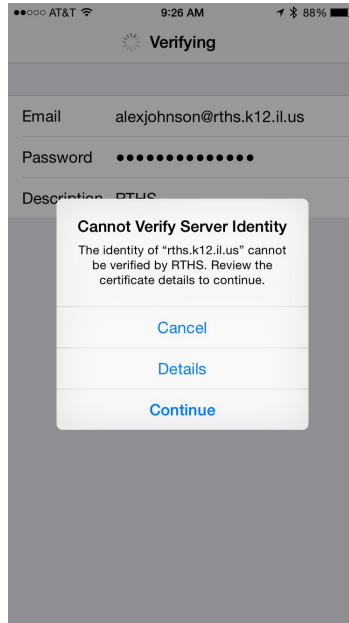 AT&T 9:26 AM 88%
Verifying
Email alexjohnson@rths.k12.il.us
Password ●●●●●●●●●●●●●●
Description RTHS
Cannot Verify Server Identity
The identity of “rths.k12.il.us” cannot
be verified by RTHS. Review the
certificate details to continue.
Cancel
Details
Continue